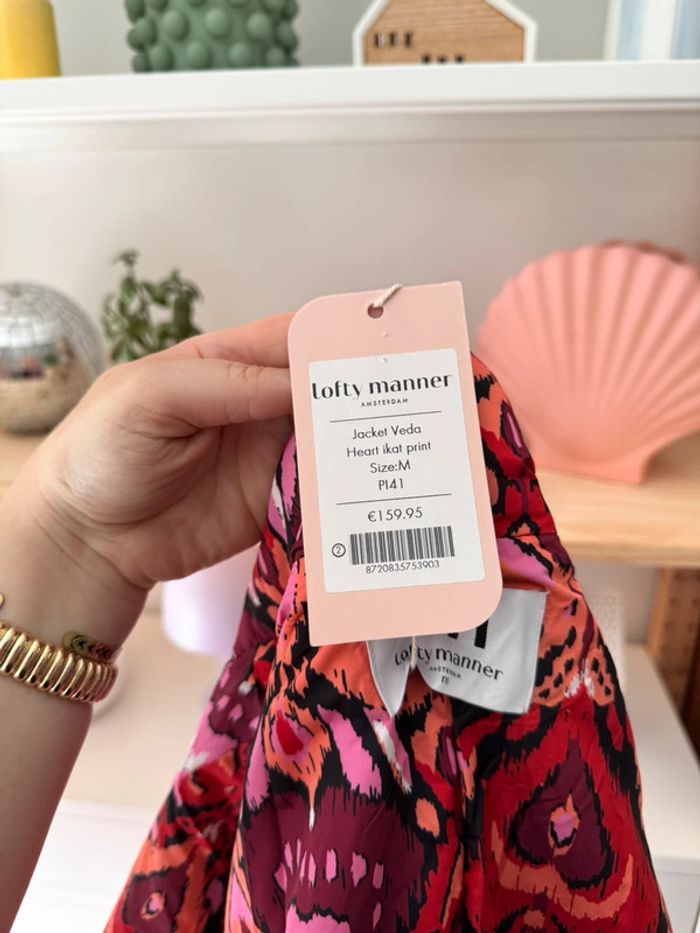 Lofty manner
AMSTERDAM
Jacket Veda
Heart ikat print
Size:M
PI41
€159.95
2
8720835753903
Lofty manner
AMSTERDAM
m